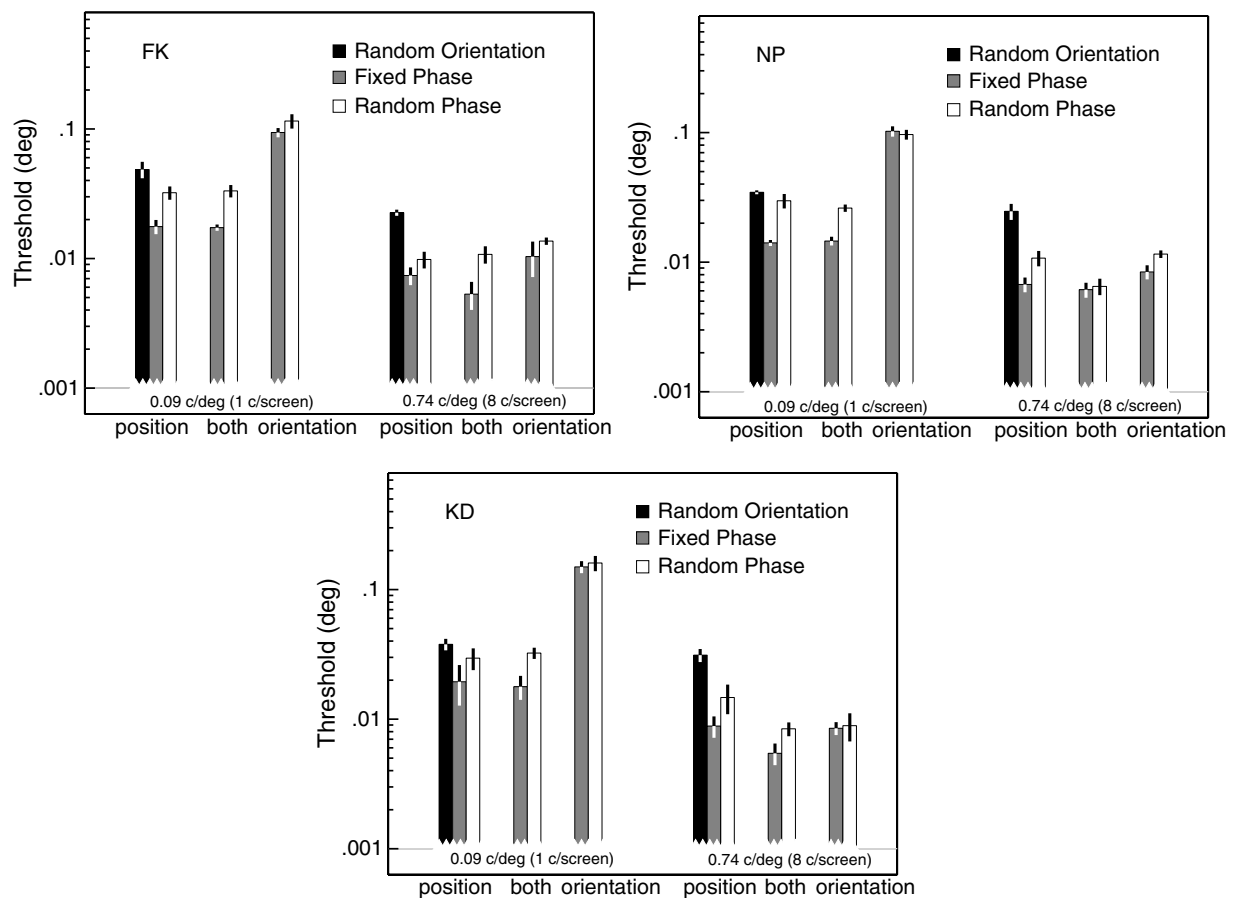 FK
Random Orientation
Fixed Phase
Random Phase
Threshold (deg)
.1
.01
.001
0.09 c/deg (1 c/screen)
0.74 c/deg (8 c/screen)
position both orientation
position both orientation
NP
Random Orientation
Fixed Phase
Random Phase
Threshold (deg)
.1
.01
.001
0.09 c/deg (1 c/screen)
0.74 c/deg (8 c/screen)
position both orientation
position both orientation
KD
Random Orientation
Fixed Phase
Random Phase
Threshold (deg)
.1
.01
.001
0.09 c/deg (1 c/screen)
0.74 c/deg (8 c/screen)
position both orientation
position both orientation